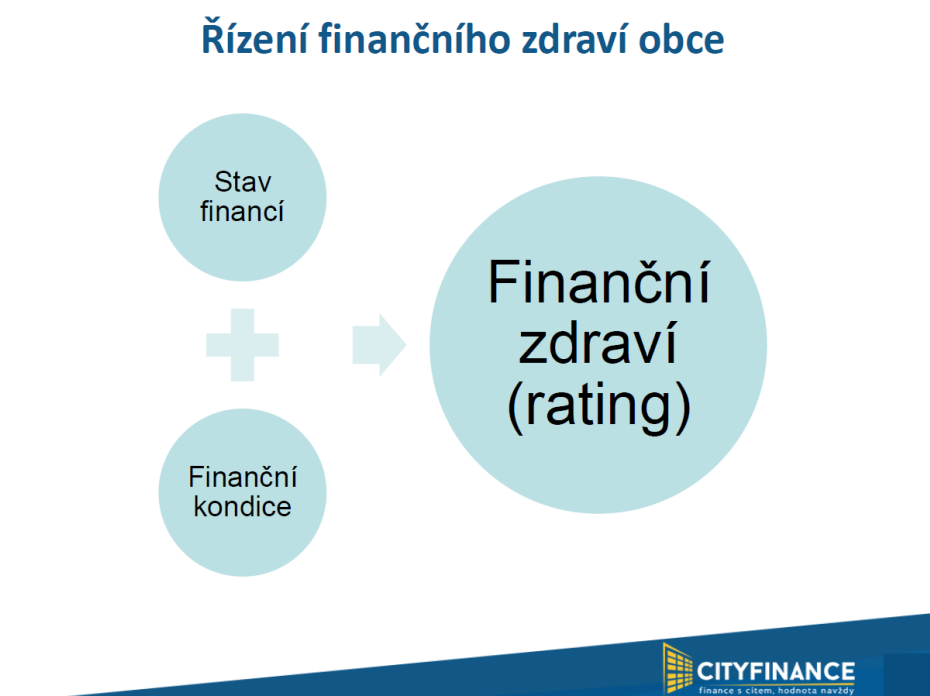 Řízení finančního zdraví obce
Stav
financí
Finanční
kondice
Finanční
zdraví
(rating)
CITYFINANCE
finance s citem, hodnota navždy